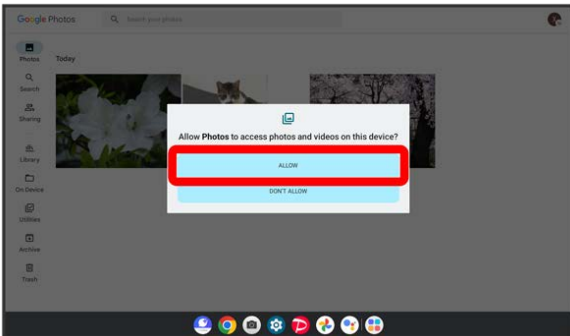 Google Photos
Search your photos
Photos
Today
Search
Sharing
Library
On Device
Utilities
Archive
Trash
Allow Photos to access photos and videos on this device?
ALLOW
DON'T ALLOW